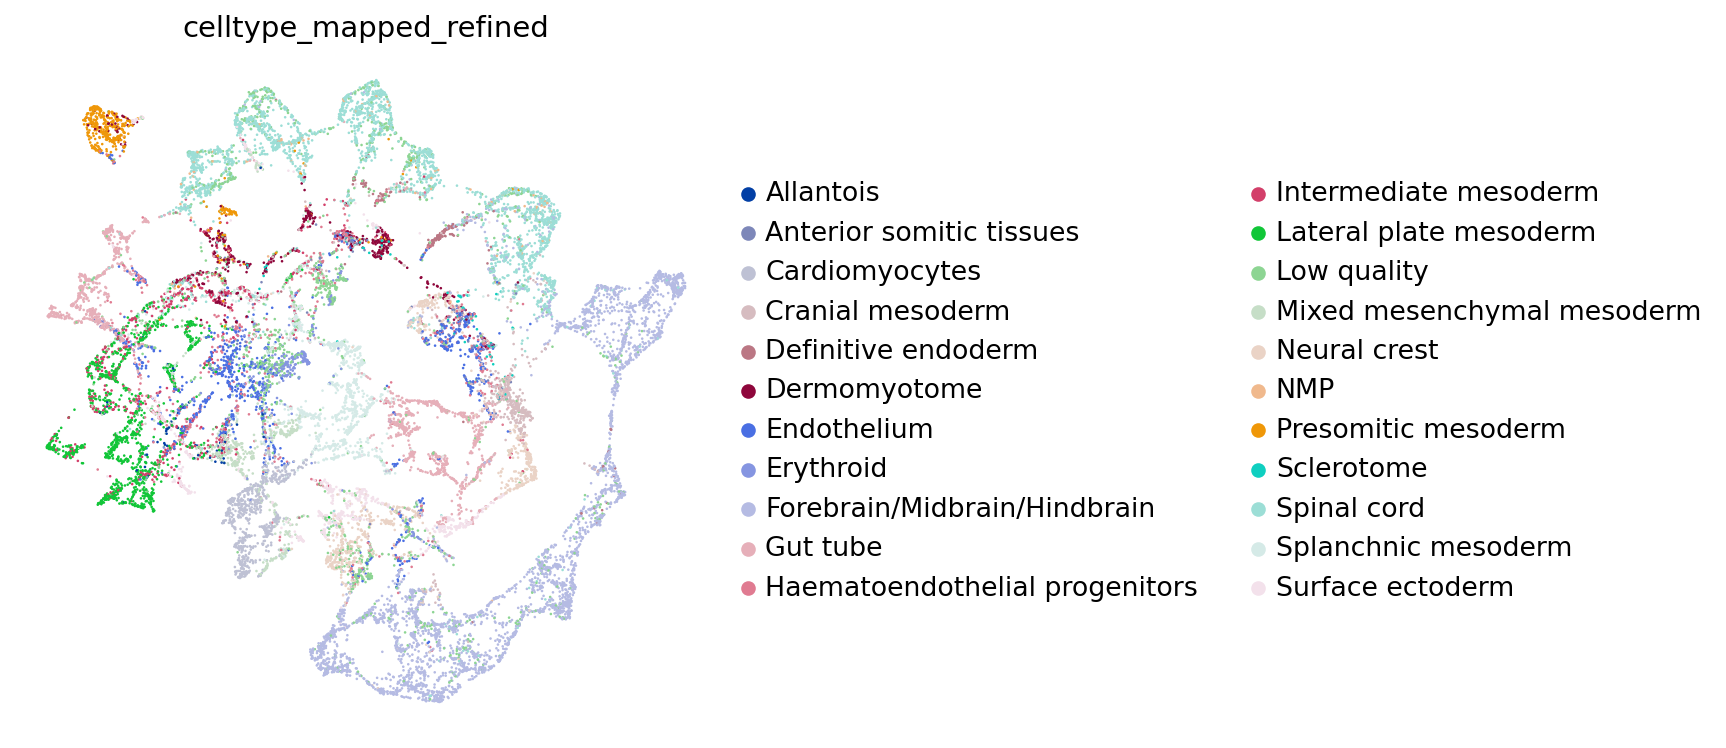 celltype_mapped_refined
Allantois
Anterior somitic tissues
Cardiomyocytes
Cranial mesoderm
Definitive endoderm
Dermomyotome
Endothelium
Erythroid
Forebrain/Midbrain/Hindbrain
Gut tube
Haematoendothelial progenitors
Intermediate mesoderm
Lateral plate mesoderm
Low quality
Mixed mesenchymal mesoderm
Neural crest
NMP
Presomitic mesoderm
Sclerotome
Spinal cord
Splanchnic mesoderm
Surface ectoderm